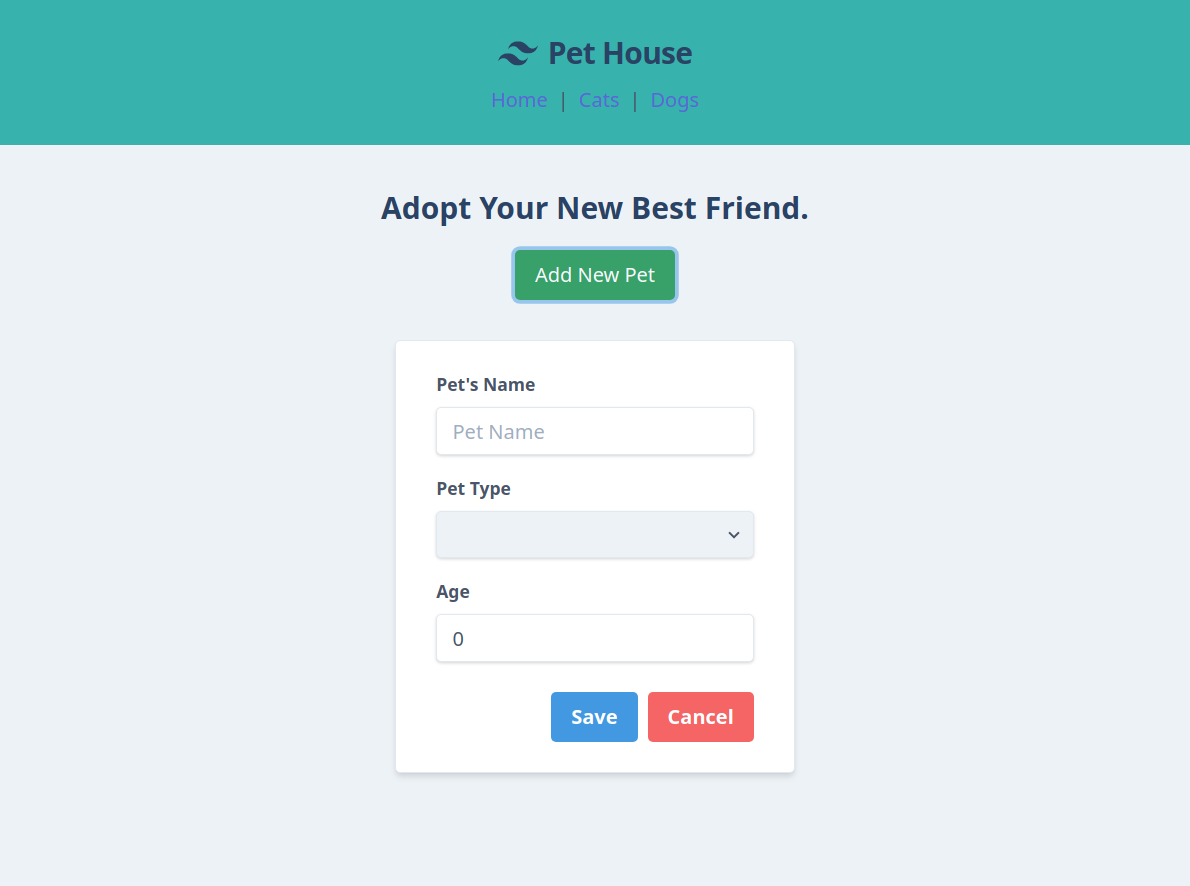 Pet House
Home | Cats | Dogs
Adopt Your New Best Friend.
Add New Pet
Pet's Name
Pet Name
Pet Type
Age
0
Save Cancel